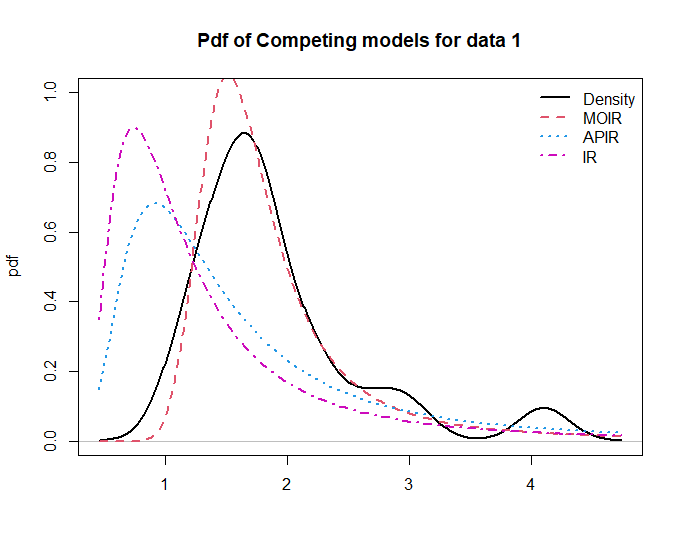 Pdf of Competing models for data 1
Density
MOIR
APIR
IR
pdf
1.0
0.8
0.6
0.4
0.2
0.0
1 2 3 4